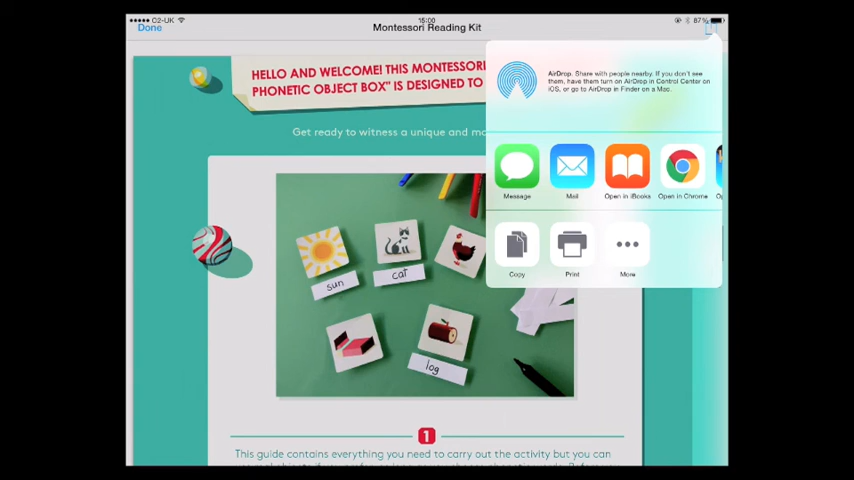 O2-UK
15:00
87%
Done
Montessori Reading Kit
HELLO AND WELCOME! THIS MONTESSORI
PHONETIC OBJECT BOX" IS DESIGNED TO
Get ready to witness a unique and
AirDrop. Share with people nearby. If you don't see
them, have them turn on AirDrop in Control Center on
iOS, or go to AirDrop in Finder on a Mac.
Message
Mail
Open in iBooks
Open in Chrome
Copy
Print
More
sun
cat
log
1
This guide contains everything you need to carry out the activity but you can